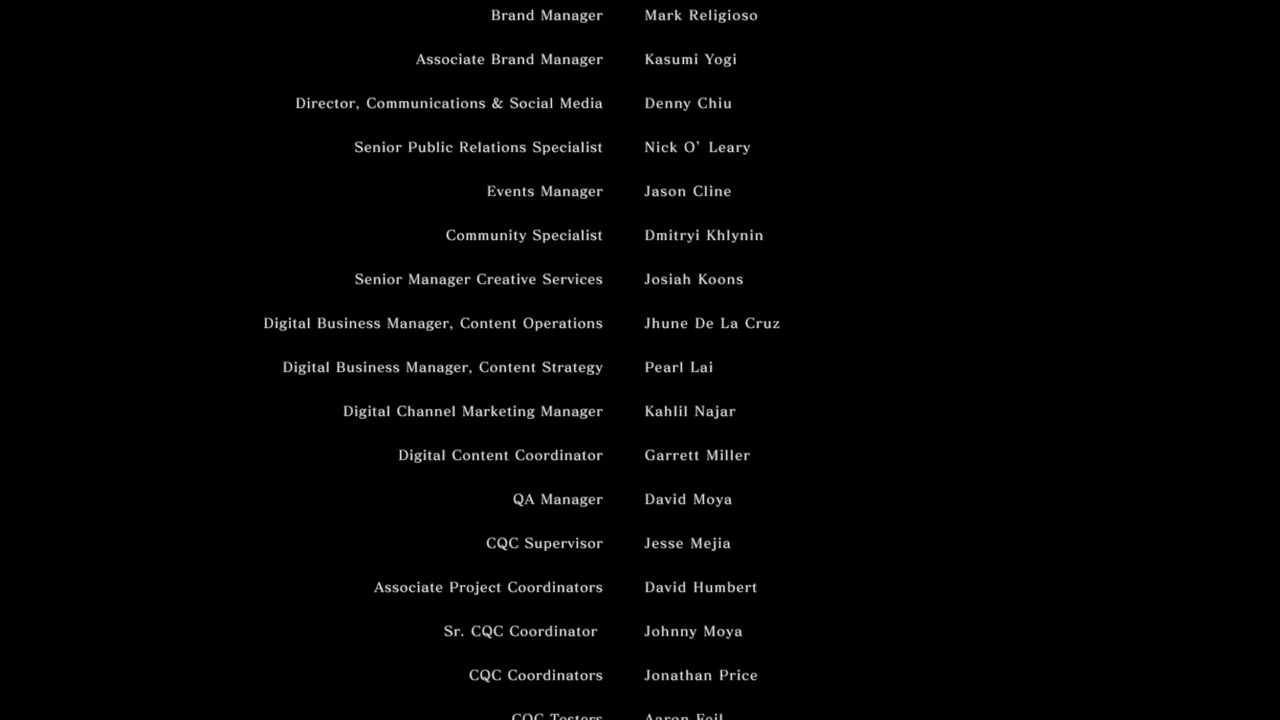 Brand Manager Mark Religioso
Associate Brand Manager Kasumi Yogi
Director, Communications & Social Media Denny Chiu
Senior Public Relations Specialist Nick O’ Leary
Events Manager Jason Cline
Community Specialist Dmitryi Khlynin
Senior Manager Creative Services Josiah Koons
Digital Business Manager, Content Operations Jhune De La Cruz
Digital Business Manager, Content Strategy Pearl Lai
Digital Channel Marketing Manager Kahlil Najar
Digital Content Coordinator Garrett Miller
QA Manager David Moya
CQC Supervisor Jesse Mejia
Associate Project Coordinators David Humbert
Sr. CQC Coordinator Johnny Moya
CQC Coordinators Jonathan Price
CQC Testers Aaron